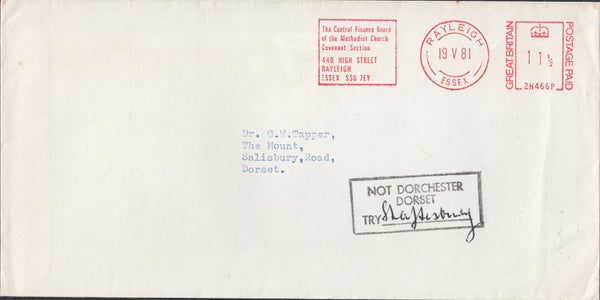 The Central Finance Board
of the Methodist Church
Covenant Section
44B HIGH STREET
RAYLEIGH
ESSEX SS6 7EY
RAYLEIGH
19 V 81
ESSEX
GREAT BRITAIN
11½
2N466P
POSTAGE PAID
Dr. G.W.Tapper,
The Mount,
Salisbury,Road,
Dorset.
NOT DORCHESTER
DORSET
TRY Shaftesbury